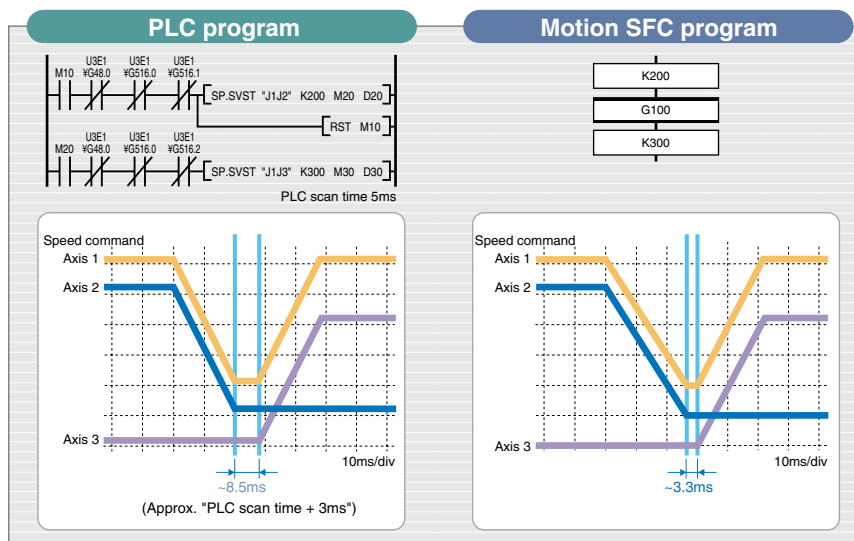 PLC program
U3E1 U3E1 U3E1
M10 ¥G48.0 ¥G516.0 ¥G516.1
SP.SVST "J1J2" K200 M20 D20
RST M10
U3E1 U3E1 U3E1
M20 ¥G48.0 ¥G516.0 ¥G516.2
SP.SVST "J1J3" K300 M30 D30
PLC scan time 5ms
Speed command
Axis 1
Axis 2
Axis 3
10ms/div
~8.5ms
(Approx. "PLC scan time + 3ms")
Motion SFC program
K200
G100
K300
Speed command
Axis 1
Axis 2
Axis 3
10ms/div
~3.3ms